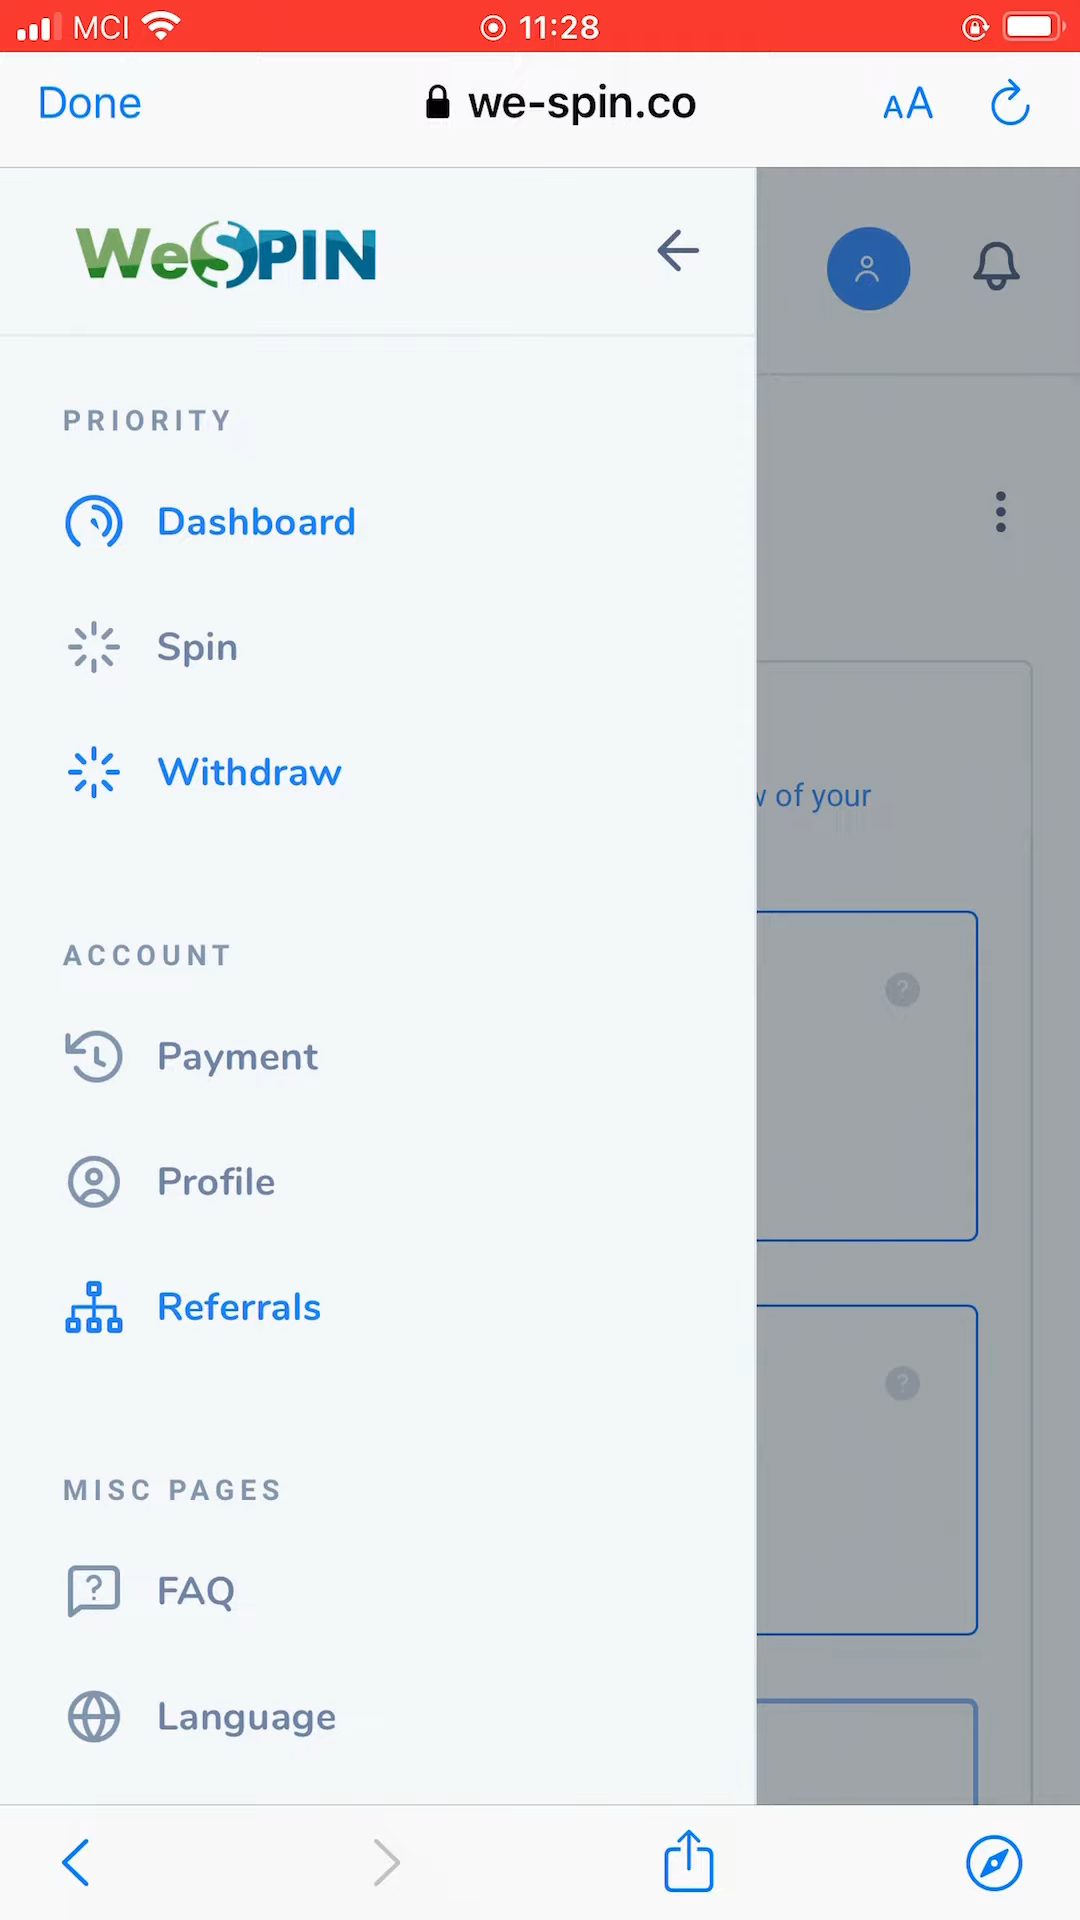 MCI 11:28
Done we-spin.co AA
WeSPIN
PRIORITY
Dashboard
Spin
Withdraw
of your
?
ACCOUNT
Payment
Profile
Referrals
?
MISC PAGES
? FAQ
Language